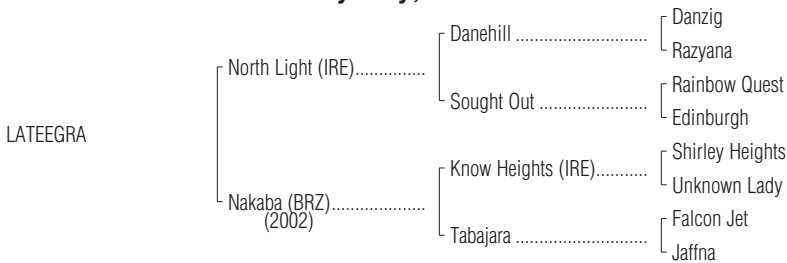 Danzig
Danehill
Razyana
North Light (IRE)
Rainbow Quest
Sought Out
Edinburgh
LATEEGRA
Shirley Heights
Know Heights (IRE)
Unknown Lady
Nakaba (BRZ)
(2002)
Falcon Jet
Tabajara
Jaffna